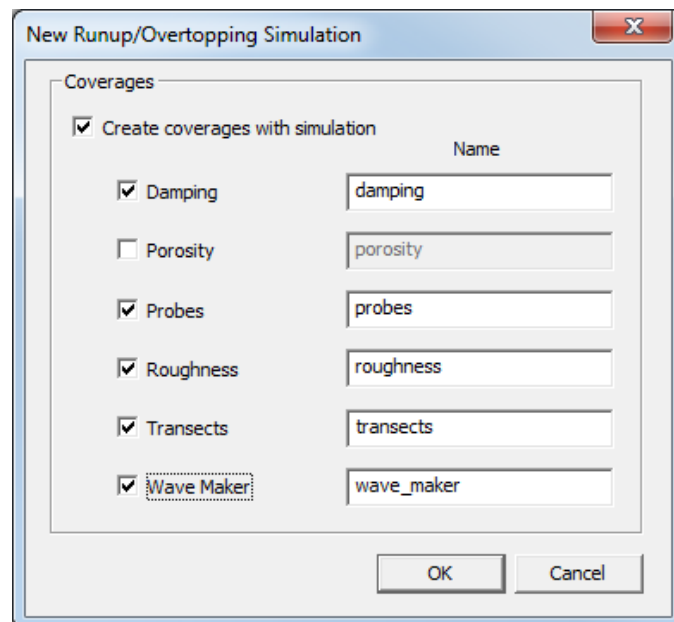 New Runup/Overtopping Simulation
Coverages
Create coverages with simulation
Name
Damping damping
Porosity porosity
Probes probes
Roughness roughness
Transects transects
Wave Maker wave_maker
OK Cancel